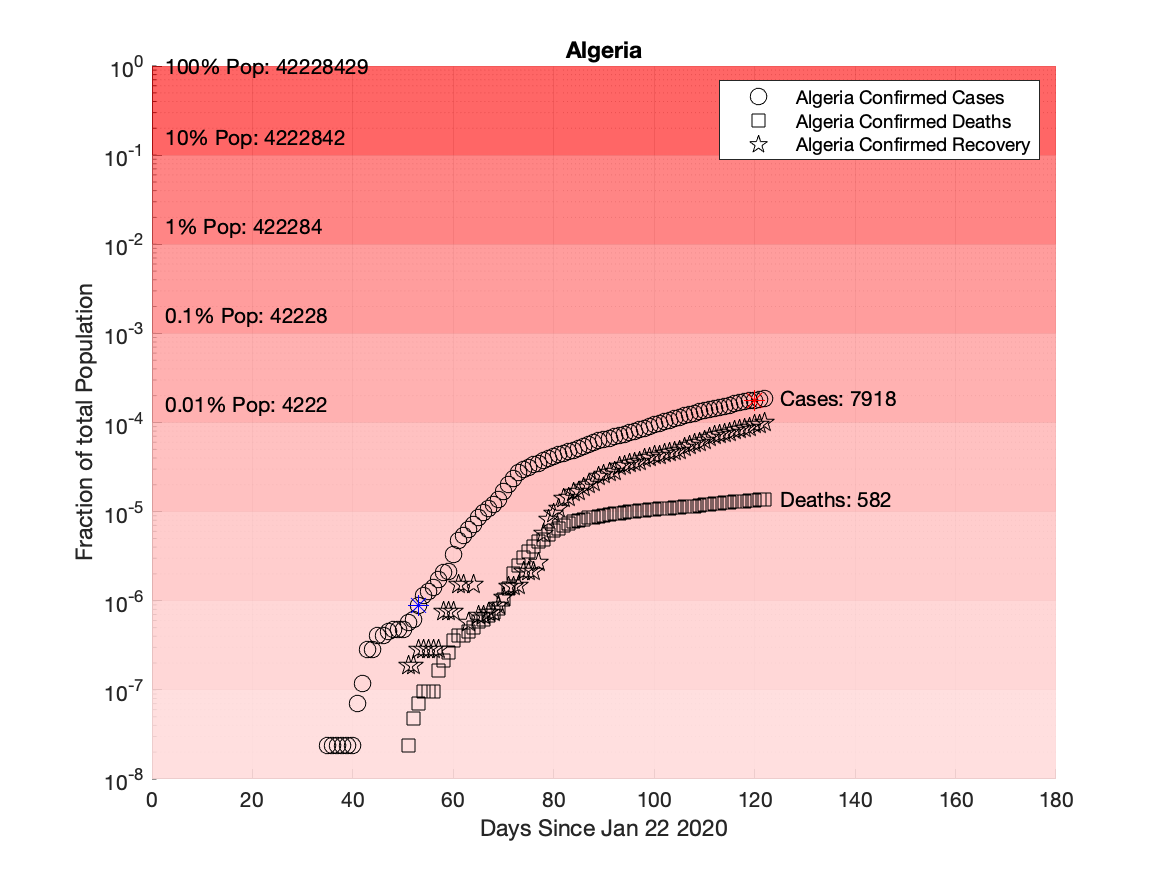 Algeria
10^0
100% Pop: 42228429
Algeria Confirmed Cases
Algeria Confirmed Deaths
Algeria Confirmed Recovery
10% Pop: 4222842
10^-1
1% Pop: 422284
10^-2
0.1% Pop: 42228
10^-3
0.01% Pop: 4222
Cases: 7918
10^-4
Deaths: 582
10^-5
10^-6
10^-7
10^-8
Fraction of total Population
0 20 40 60 80 100 120 140 160 180
Days Since Jan 22 2020